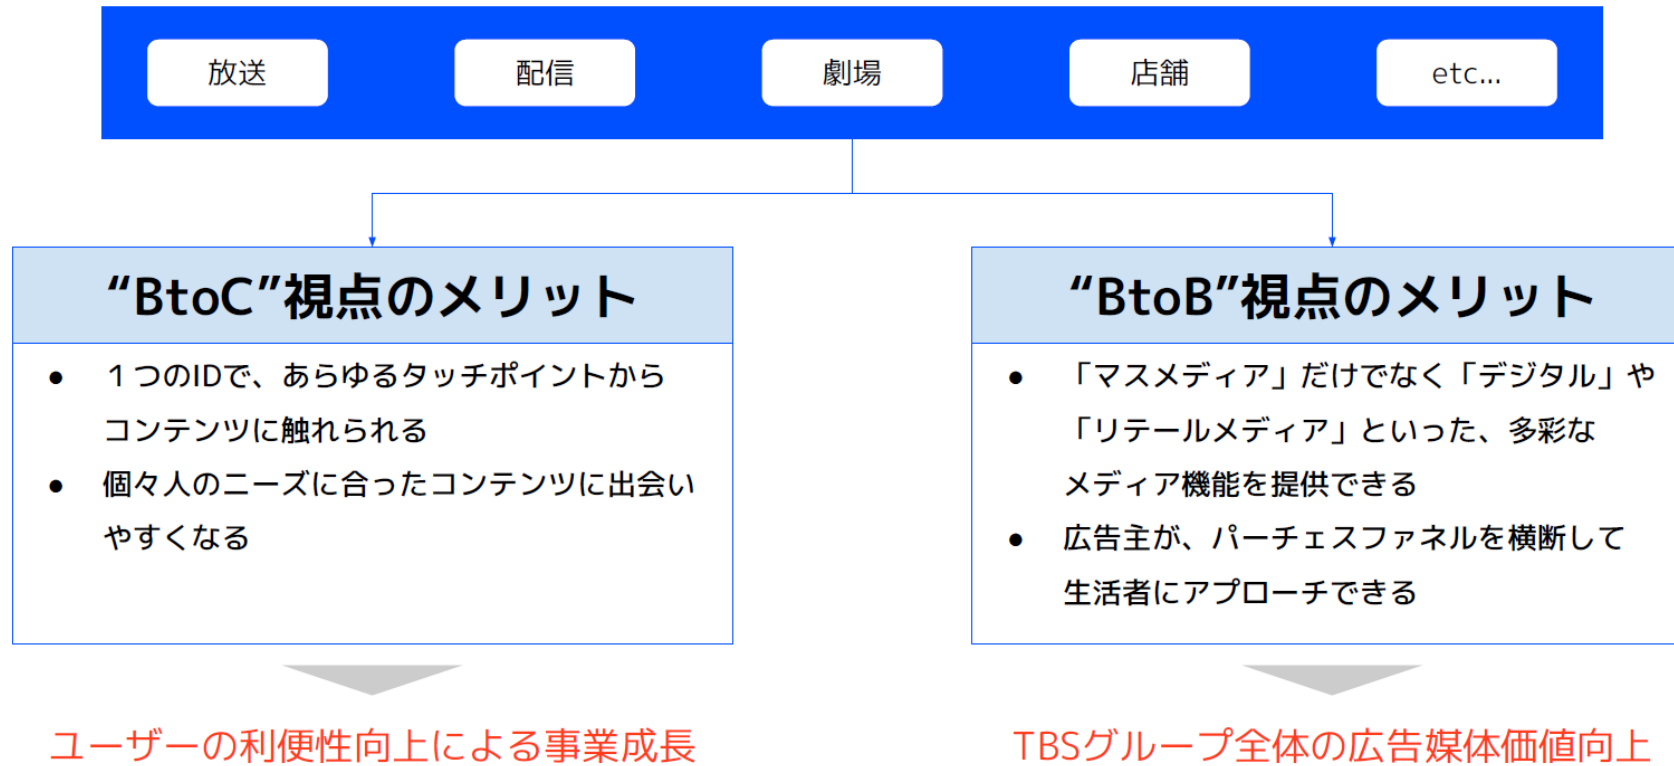 放送
配信
劇場
店舗
etc...
“BtoC”視点のメリット
● １つのIDで、あらゆるタッチポイントから
コンテンツに触れられる
● 個々人のニーズに合ったコンテンツに出会い
やすくなる
ユーザーの利便性向上による事業成長
“BtoB”視点のメリット
● 「マスメディア」だけでなく「デジタル」や
「リテールメディア」といった、多彩な
メディア機能を提供できる
● 広告主が、パーチェスファネルを横断して
生活者にアプローチできる
TBSグループ全体の広告媒体価値向上